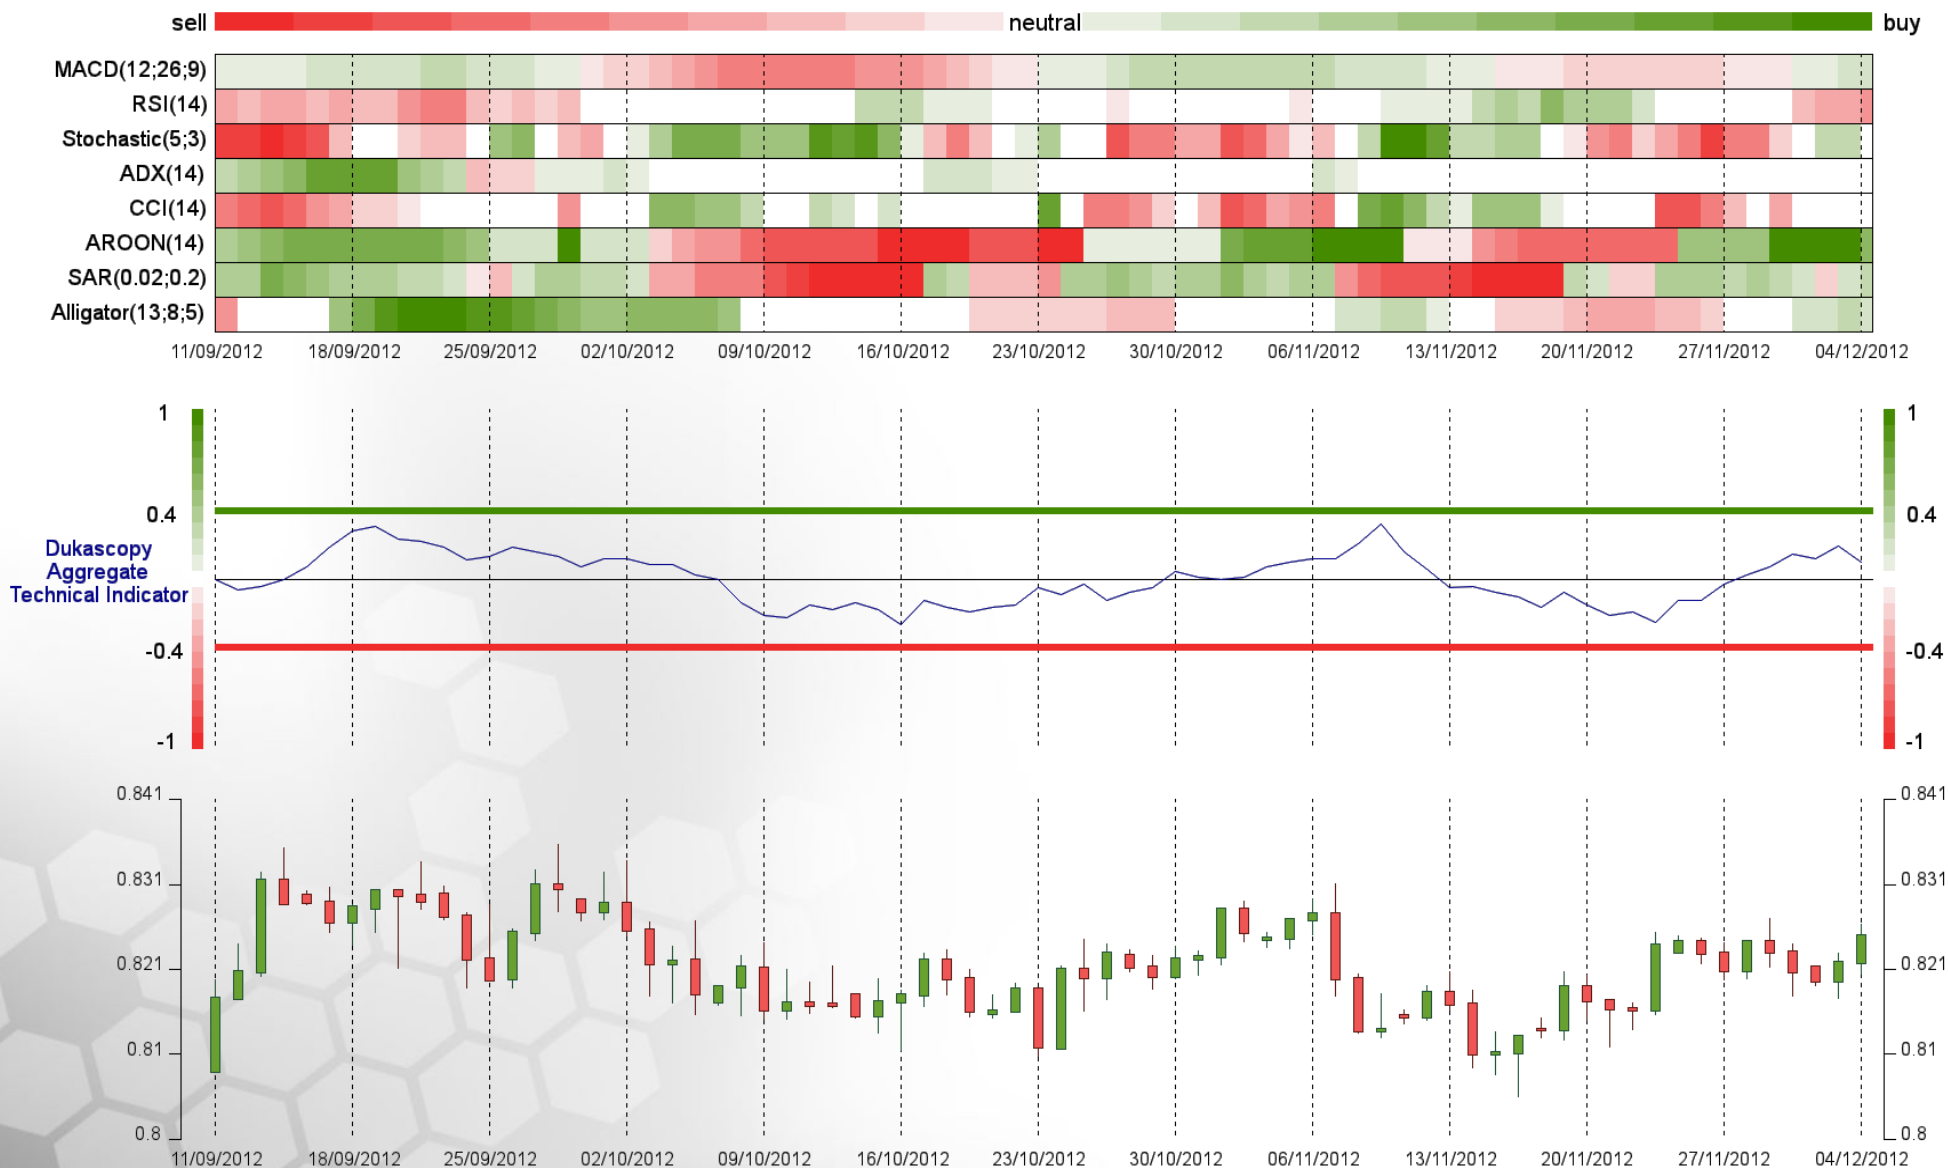 sell neutral buy
MACD(12;26;9)
RSI(14)
Stochastic(5;3)
ADX(14)
CCI(14)
AROON(14)
SAR(0.02;0.2)
Alligator(13;8;5)
11/09/2012 18/09/2012 25/09/2012 02/10/2012 09/10/2012 16/10/2012 23/10/2012 30/10/2012 06/11/2012 13/11/2012 20/11/2012 27/11/2012 04/12/2012
1 1
0.4 0.4
Dukascopy
Aggregate
Technical Indicator
-0.4 -0.4
-1 -1
0.841 0.841
0.831 0.831
0.821 0.821
0.81 0.81
0.8 0.8
11/09/2012 18/09/2012 25/09/2012 02/10/2012 09/10/2012 16/10/2012 23/10/2012 30/10/2012 06/11/2012 13/11/2012 20/11/2012 27/11/2012 04/12/2012